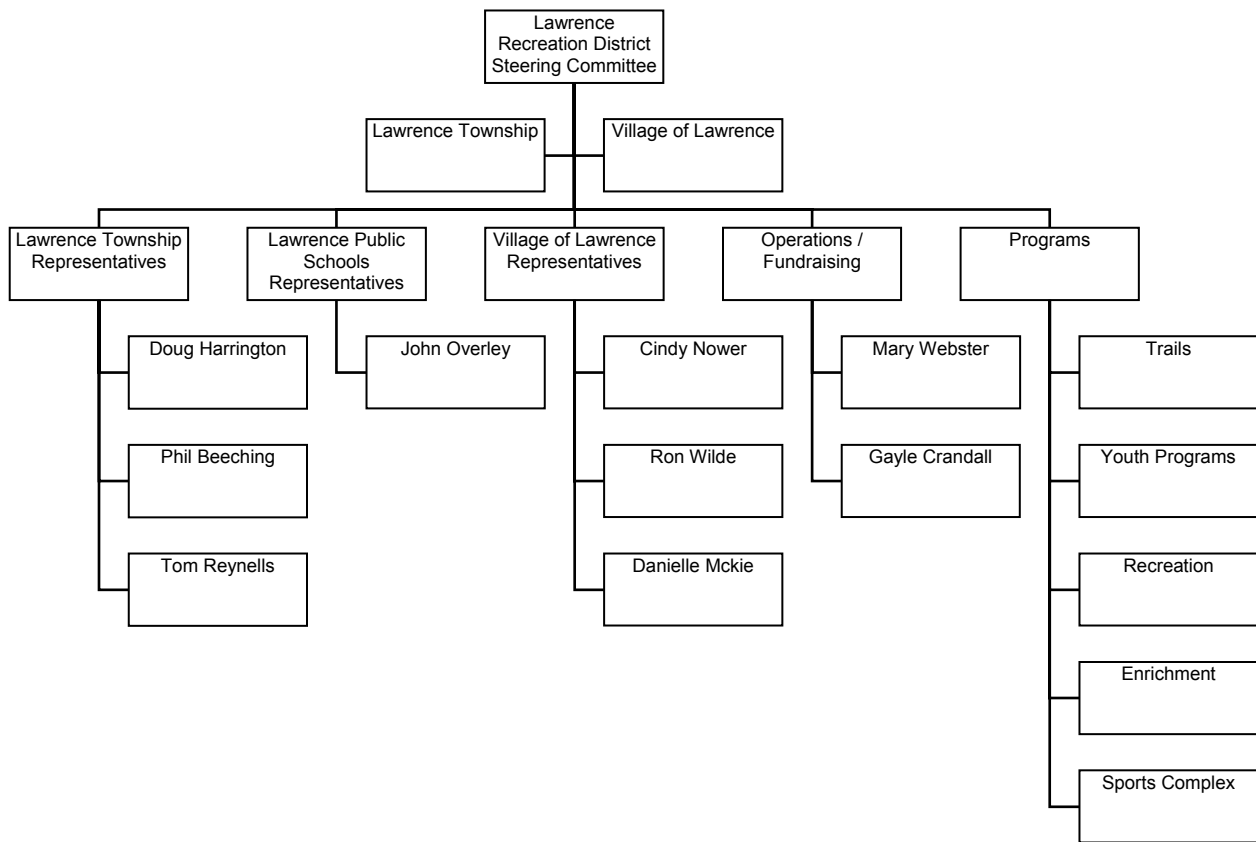 Lawrence
Recreation District
Steering Committee
Lawrence Township
Village of Lawrence
Lawrence Township
Representatives
Lawrence Public
Schools
Representatives
Village of Lawrence
Representatives
Operations /
Fundraising
Programs
Doug Harrington
John Overley
Cindy Nower
Mary Webster
Trails
Phil Beeching
Ron Wilde
Gayle Crandall
Youth Programs
Tom Reynells
Danielle Mckie
Recreation
Enrichment
Sports Complex